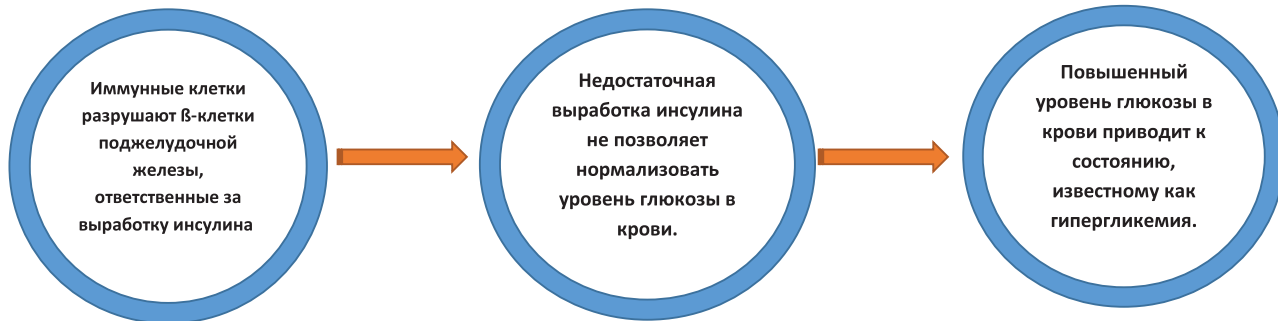 Иммунные клетки
разрушают ß-клетки
поджелудочной
железы,
ответственные за
выработку инсулина
Недостаточная
выработка инсулина
не позволяет
нормализовать
уровень глюкозы в
крови.
Повышенный
уровень глюкозы в
крови приводит к
состоянию,
известному как
гипергликемия.